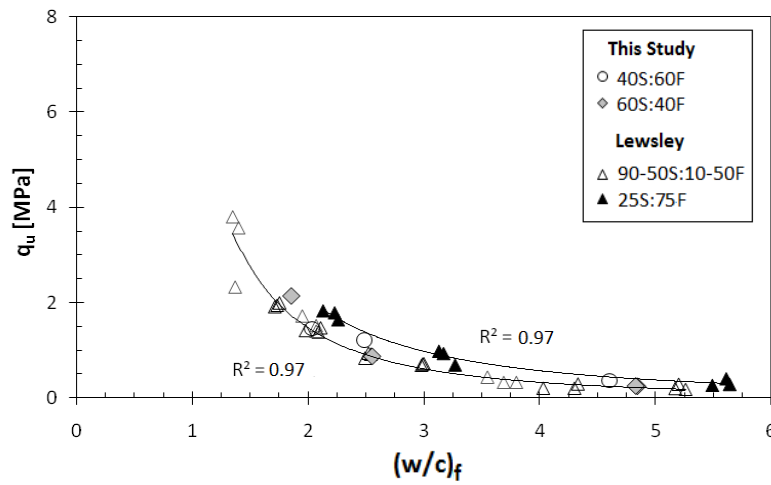 8
6
4
2
0
qu [MPa]
This Study
40S:60F
60S:40F
Lewsley
90-50S:10-50F
25S:75F
R² = 0.97
R² = 0.97
0 1 2 3 4 5 6
(w/c)f